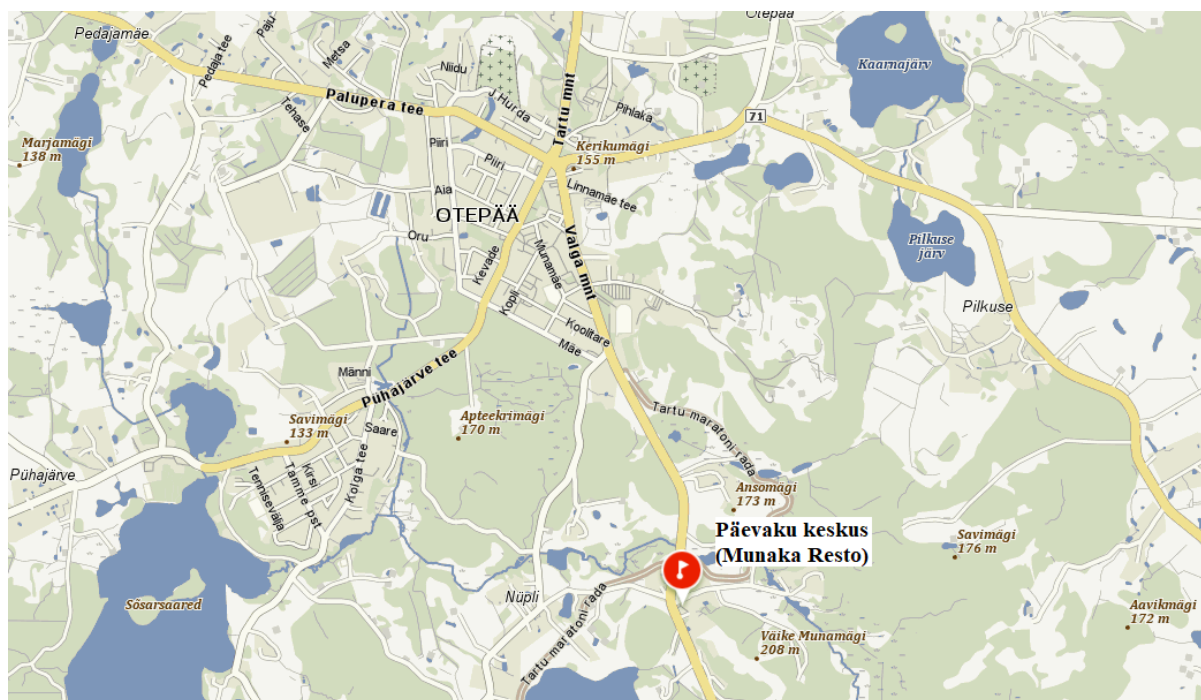 Pedajamäe
Pedaja tee
Paju
Metsa
Niidu
Otepää
Kaarnajärv
Palupera tee
Tehase
J. Hurda
Tartu mnt
Pihlaka
71
Marjamägi
138 m
Piiri
Piiri
Kerikumägi
155 m
Aia
Linnamäe tee
OTEPÄÄ
Oru
Kevade
Munamäe
Valga mnt
Pilkuse
järv
Kopli
Koolitare
Mäe
Pilkuse
Männi
Pühajärve tee
Savimägi
133 m
Saare
Apteekrimägi
170 m
Tartu maratoni rada
Pühajärve
Tennisevälja
Tamme pst
Kirsi
Kolga tee
Ansomägi
173 m
Päevaku keskus
(Munaka Resto)
Savimägi
176 m
Sõsarsaared
Nüpli
Tartu maratoni rada
Väike Munamägi
208 m
Aavikmägi
172 m